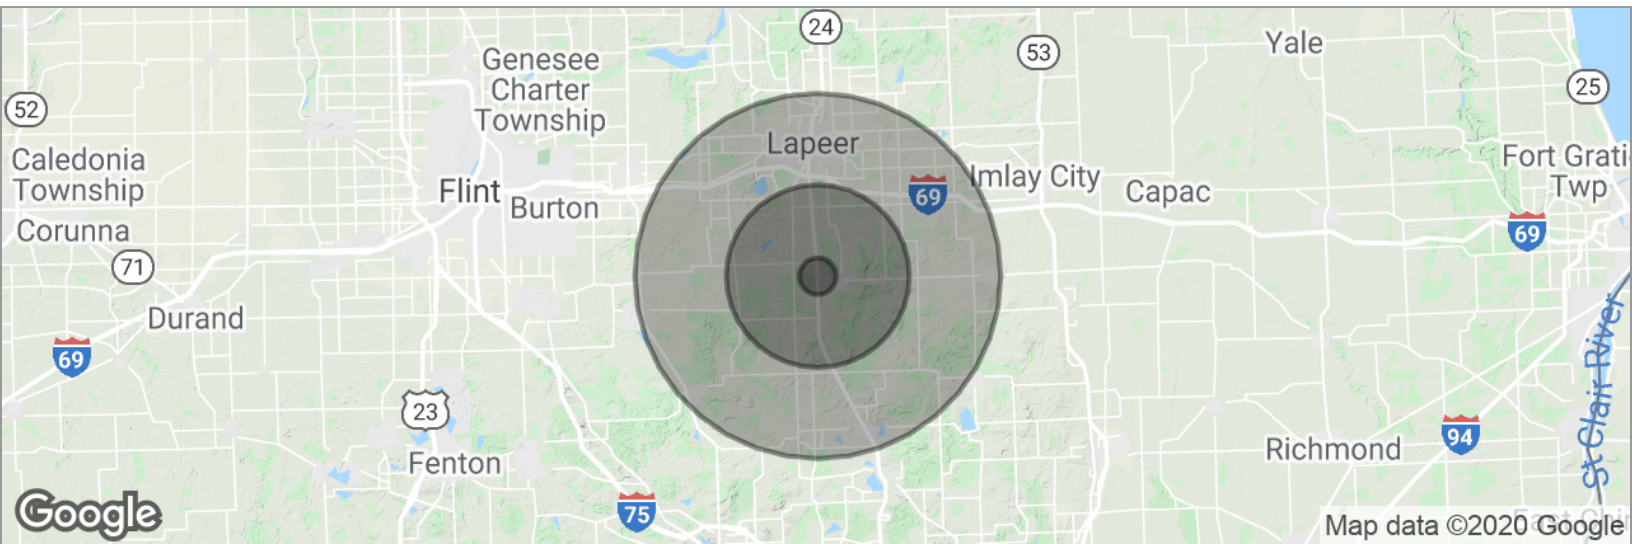 24
53
Yale
Genesee
Charter
Township
25
52
Lapeer
Caledonia
Township
Fort Grati
Twp
Imlay City
Capac
Flint
Burton
69
Corunna
69
71
Durand
St Clair River
69
23
94
Richmond
Fenton
Google
75
Map data ©2020 Google